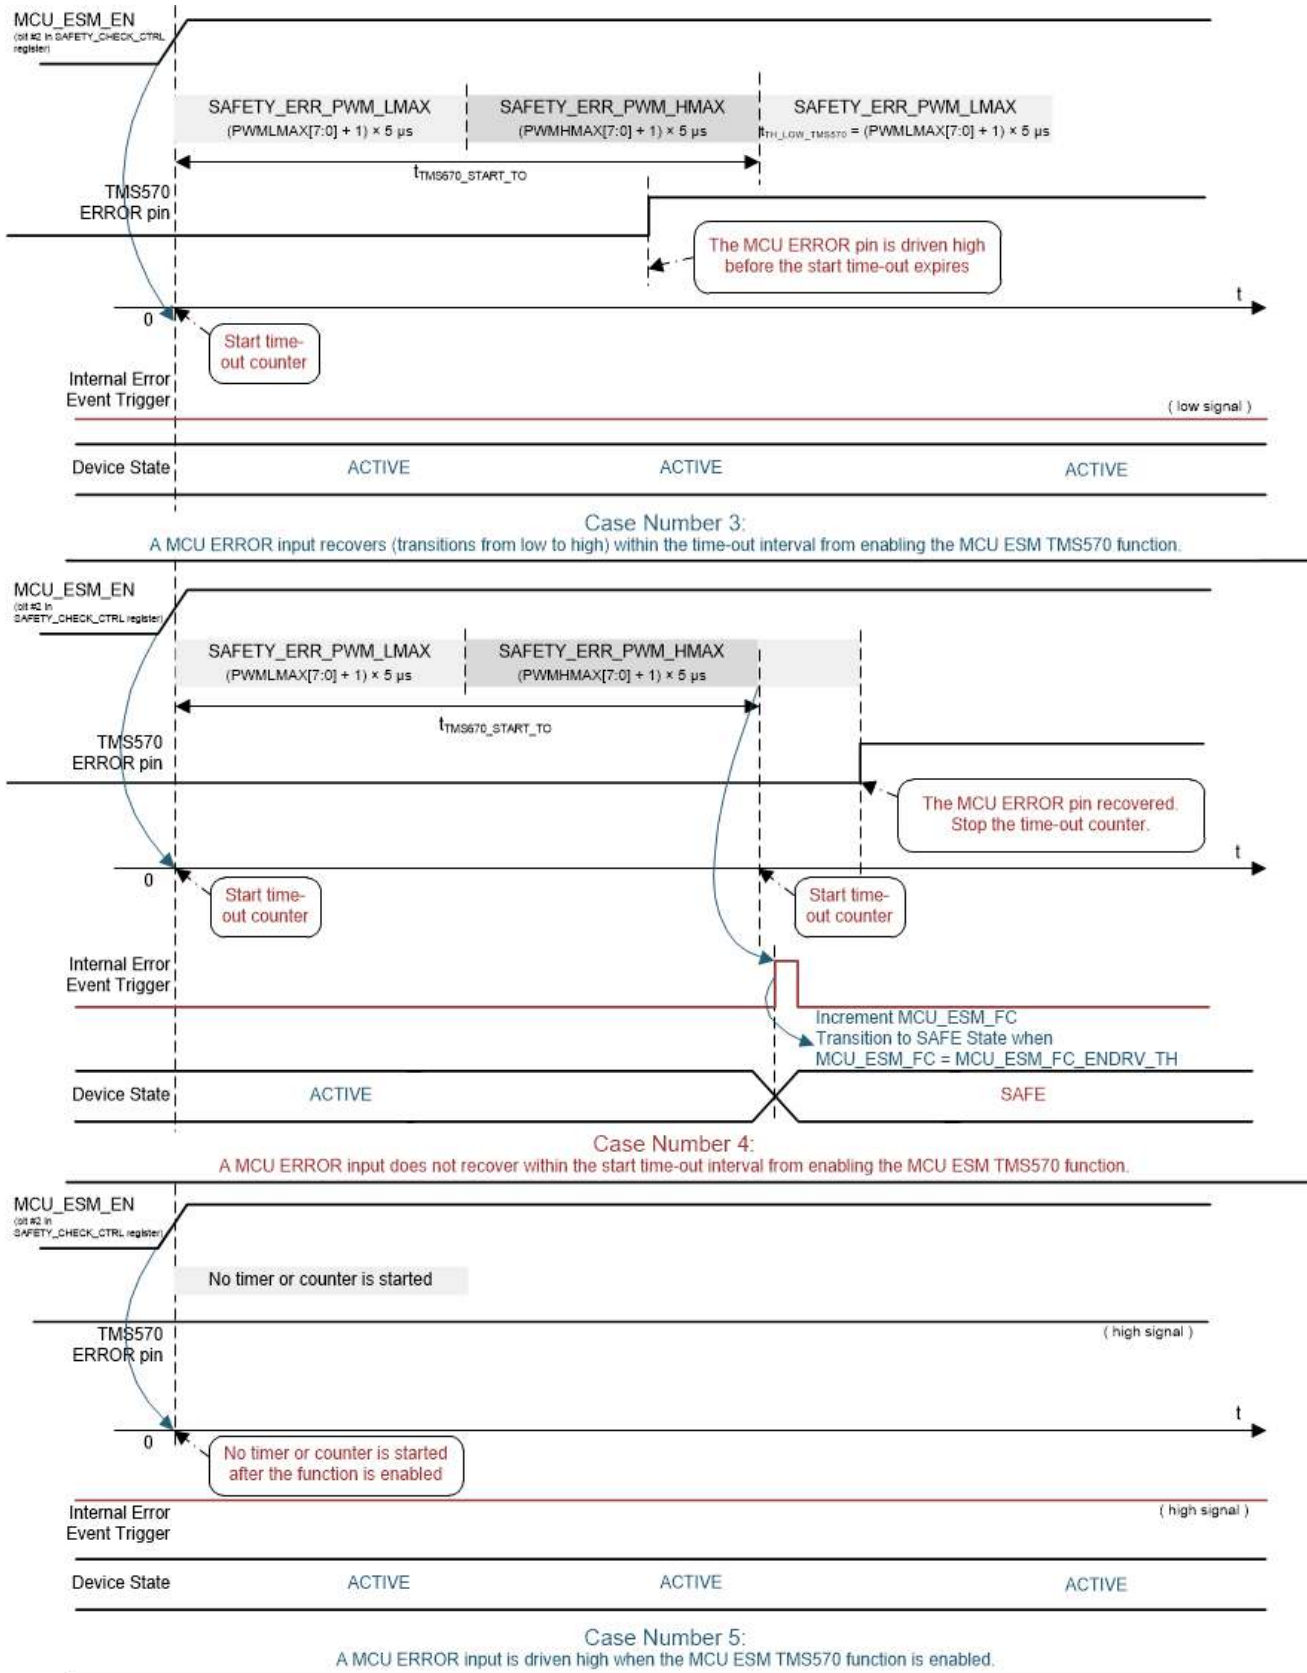 MCU_ESM_EN
(bit #2 in SAFETY_CHECK_CTRL
register)
SAFETY_ERR_PWM_LMAX
(PWMLMAX[7:0] + 1) × 5 µs
SAFETY_ERR_PWM_HMAX
(PWMHMAX[7:0] + 1) × 5 µs
SAFETY_ERR_PWM_LMAX
tTH_LOW_TMS570 = (PWMLMAX[7:0] + 1) × 5 µs
tTMS570_START_TO
TMS570
ERROR pin
The MCU ERROR pin is driven high
before the start time-out expires
t
0
Start time-
out counter
Internal Error
Event Trigger
( low signal )
Device State
ACTIVE
ACTIVE
ACTIVE
Case Number 3:
A MCU ERROR input recovers (transitions from low to high) within the time-out interval from enabling the MCU ESM TMS570 function.
MCU_ESM_EN
(bit #2 in
SAFETY_CHECK_CTRL register)
SAFETY_ERR_PWM_LMAX
(PWMLMAX[7:0] + 1) × 5 µs
SAFETY_ERR_PWM_HMAX
(PWMHMAX[7:0] + 1) × 5 µs
tTMS570_START_TO
TMS570
ERROR pin
The MCU ERROR pin recovered.
Stop the time-out counter.
t
0
Start time-
out counter
Start time-
out counter
Internal Error
Event Trigger
Increment MCU_ESM_FC
Transition to SAFE State when
MCU_ESM_FC = MCU_ESM_FC_ENDRV_TH
Device State
ACTIVE
SAFE
Case Number 4:
A MCU ERROR input does not recover within the start time-out interval from enabling the MCU ESM TMS570 function.
MCU_ESM_EN
(bit #2 in
SAFETY_CHECK_CTRL register)
No timer or counter is started
TMS570
ERROR pin
( high signal )
t
0
No timer or counter is started
after the function is enabled
Internal Error
Event Trigger
( high signal )
Device State
ACTIVE
ACTIVE
ACTIVE
Case Number 5:
A MCU ERROR input is driven high when the MCU ESM TMS570 function is enabled.